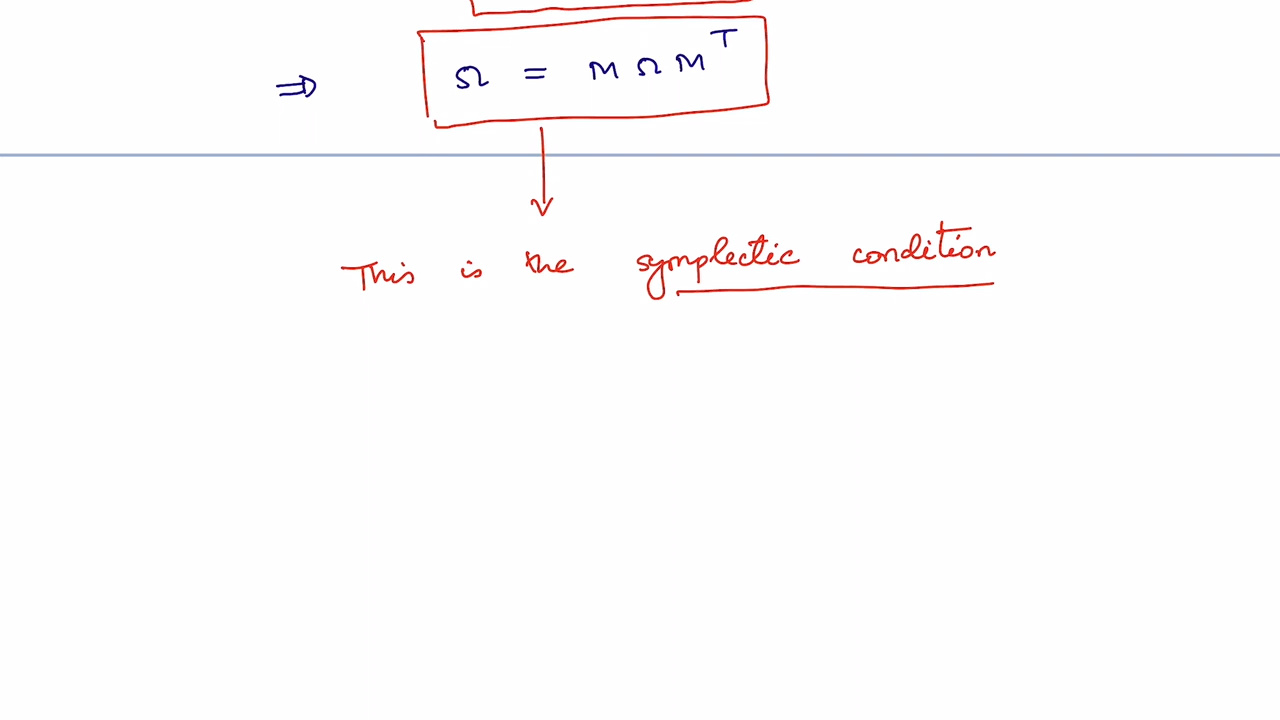 ⇒ Ω = M Ω M^T
This is the symplectic condition